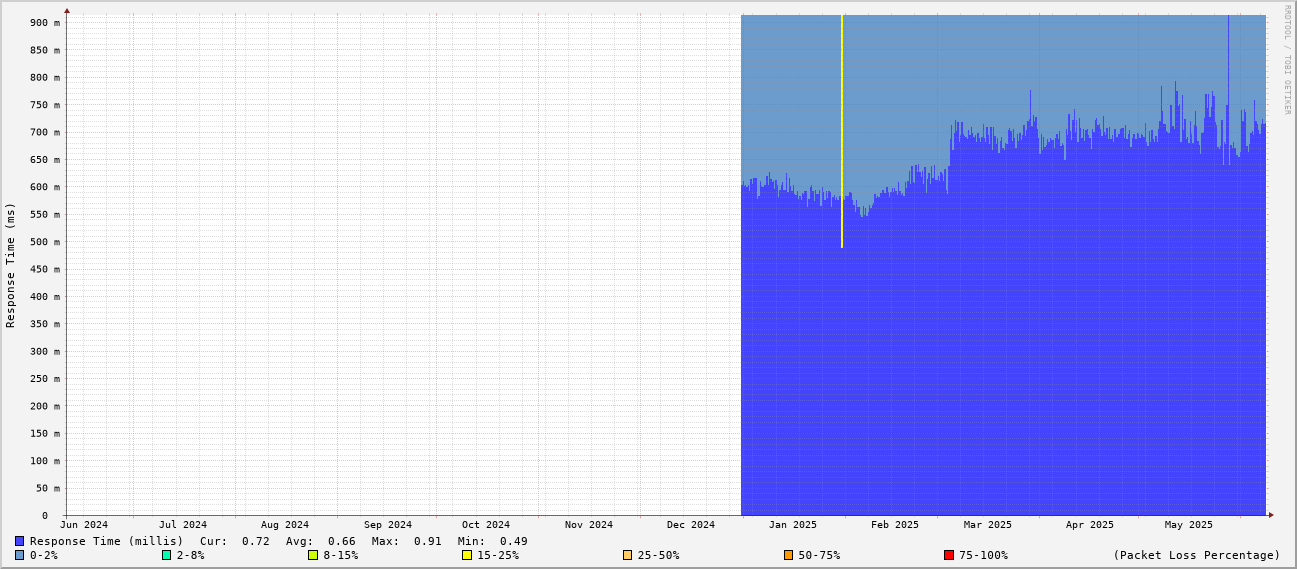 RRDTOOL / TOBI OETIKER
Response Time (ms)
900 m
850 m
800 m
750 m
700 m
650 m
600 m
550 m
500 m
450 m
400 m
350 m
300 m
250 m
200 m
150 m
100 m
50 m
0
Jun 2024 Jul 2024 Aug 2024 Sep 2024 Oct 2024 Nov 2024 Dec 2024 Jan 2025 Feb 2025 Mar 2025 Apr 2025 May 2025
Response Time (millis) Cur: 0.72 Avg: 0.66 Max: 0.91 Min: 0.49
0-2% 2-8% 8-15% 15-25% 25-50% 50-75% 75-100% (Packet Loss Percentage)